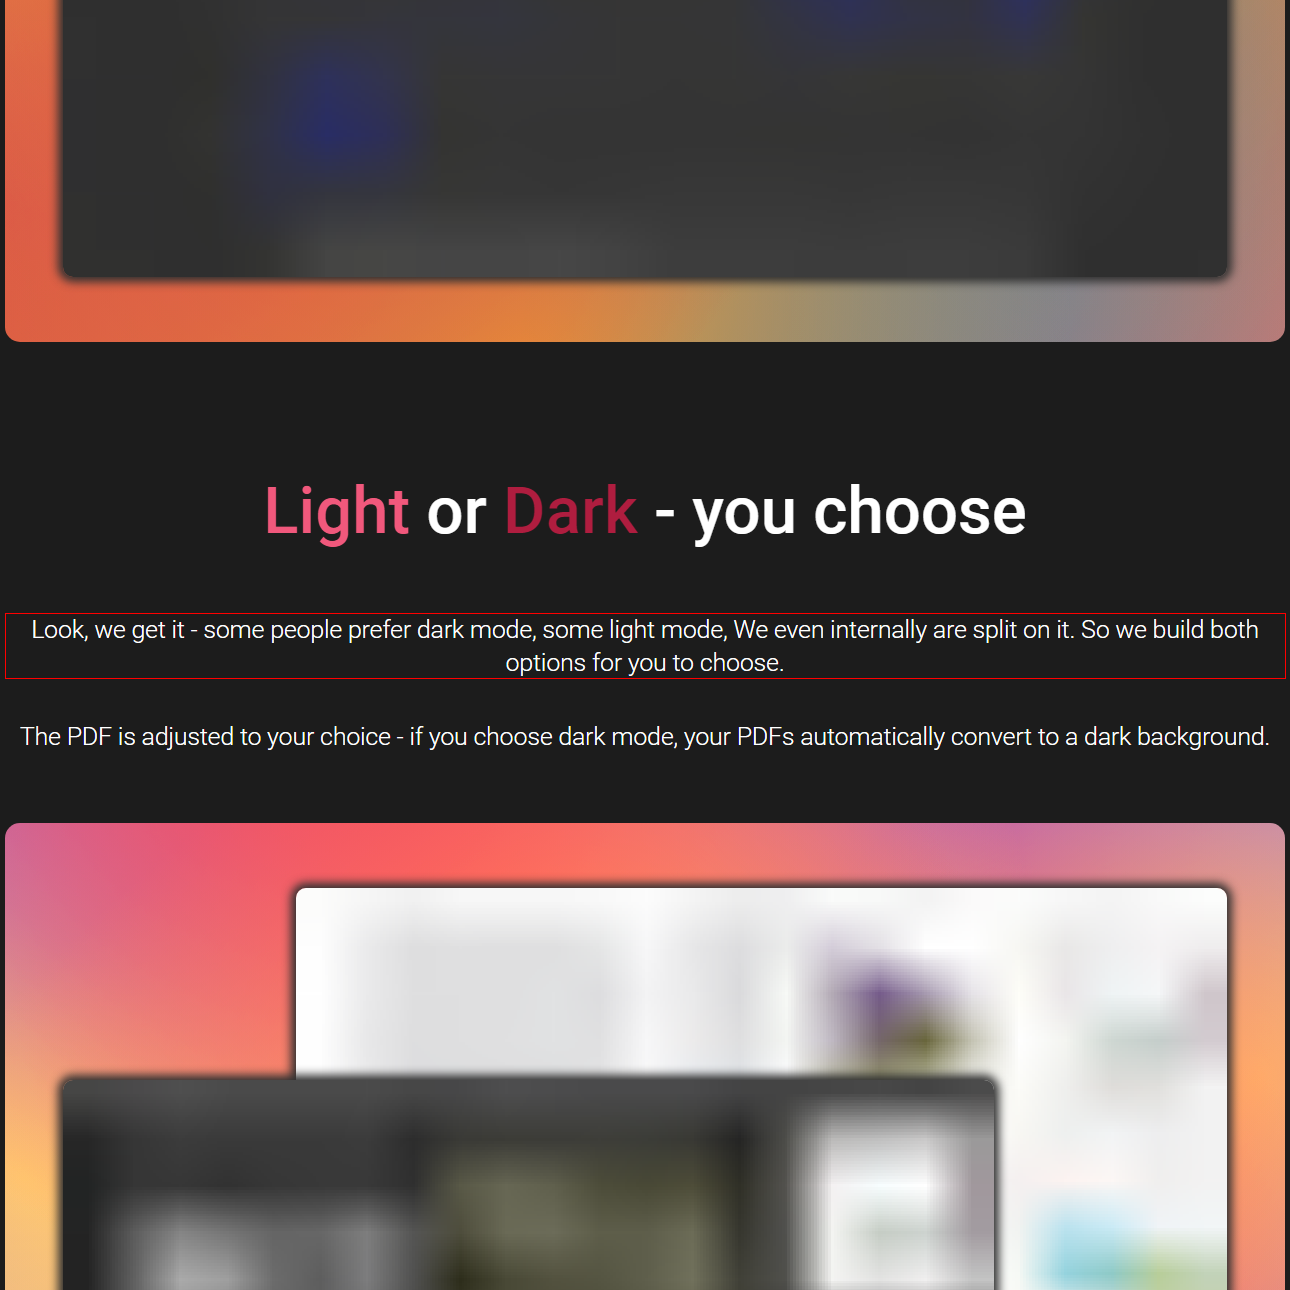 Light or Dark - you choose
Look, we get it - some people prefer dark mode, some light mode, We even internally are split on it. So we build both
options for you to choose.
The PDF is adjusted to your choice - if you choose dark mode, your PDFs automatically convert to a dark background.